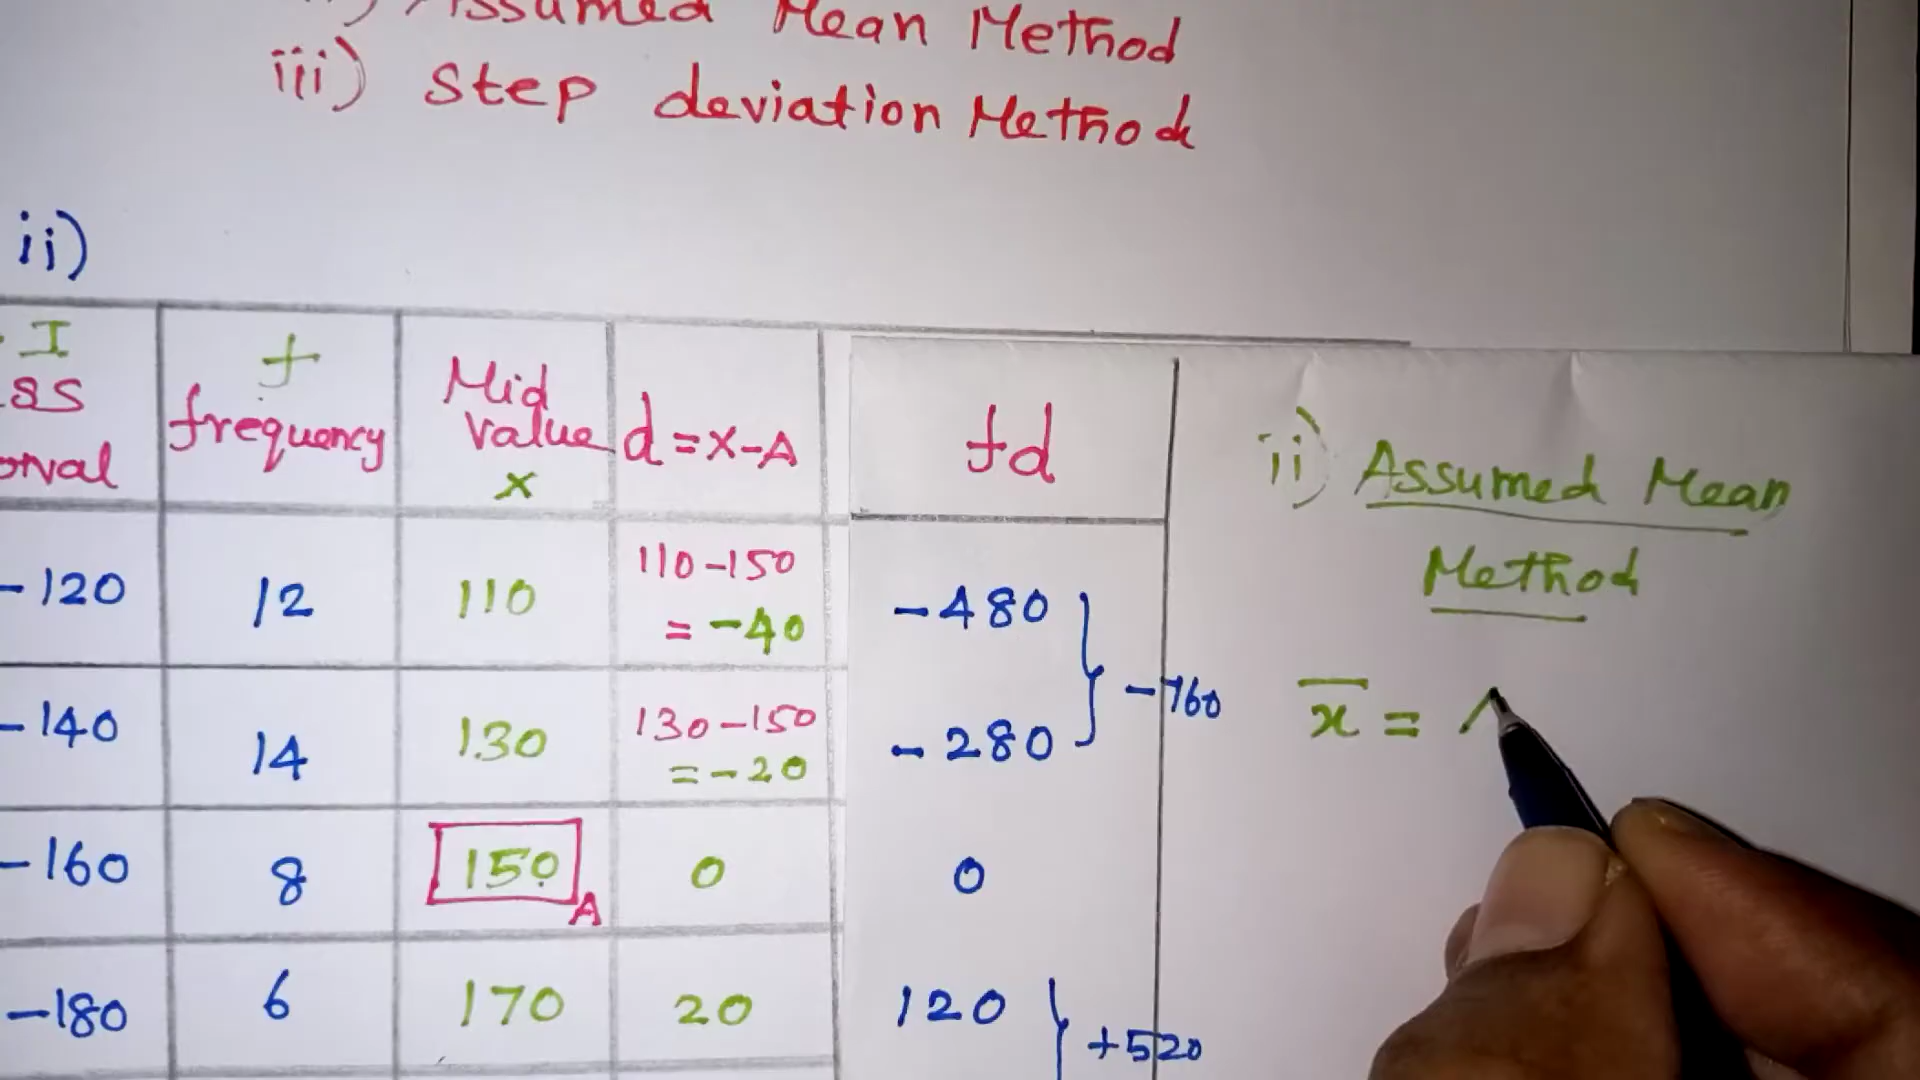 Assumed Mean Method
iii) Step deviation Method
ii)
I f
frequency Mid Value x d = x-A fd
-120 12 110 110-150 = -40 -480
-140 14 130 130-150 = -20 -280
-760
-160 8 150 A 0 0
-180 6 170 20 120
+520
ii) Assumed Mean
Method
x̄ =